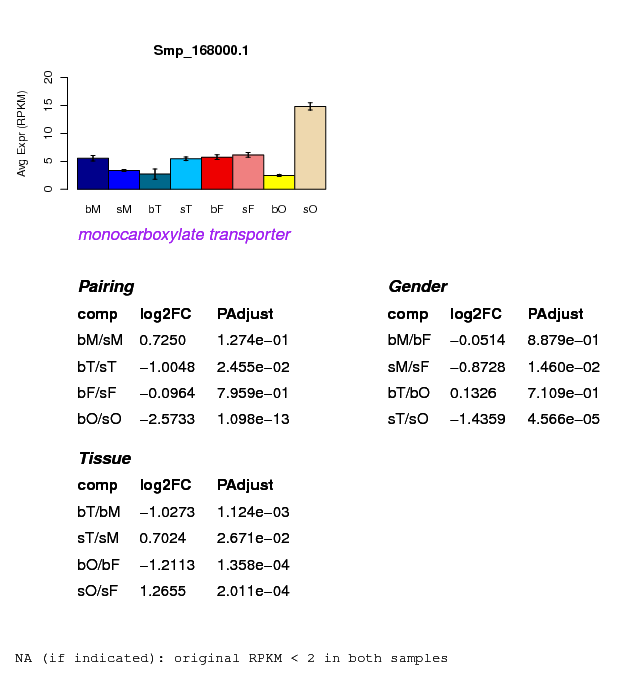 Smp_168000.1
Avg Expr (RPKM)
20
15
10
5
0
bM sM bT sT bF sF bO sO
monocarboxylate transporter
Pairing
comp log2FC PAdjust
bM/sM 0.7250 1.274e−01
bT/sT −1.0048 2.455e−02
bF/sF −0.0964 7.959e−01
bO/sO −2.5733 1.098e−13
Gender
comp log2FC PAdjust
bM/bF −0.0514 8.879e−01
sM/sF −0.8728 1.460e−02
bT/bO 0.1326 7.109e−01
sT/sO −1.4359 4.566e−05
Tissue
comp log2FC PAdjust
bT/bM −1.0273 1.124e−03
sT/sM 0.7024 2.671e−02
bO/bF −1.2113 1.358e−04
sO/sF 1.2655 2.011e−04
NA (if indicated): original RPKM < 2 in both samples